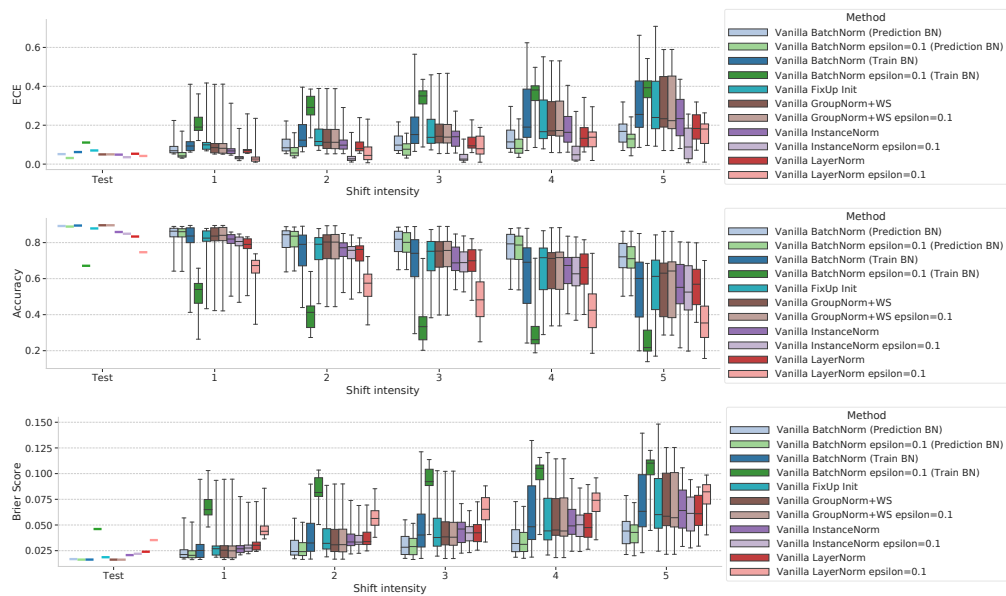 ECE
0.6
0.4
0.2
0.0
Test
1
2
3
4
5
Shift intensity
Method
Vanilla BatchNorm (Prediction BN)
Vanilla BatchNorm epsilon=0.1 (Prediction BN)
Vanilla BatchNorm (Train BN)
Vanilla BatchNorm epsilon=0.1 (Train BN)
Vanilla FixUp Init
Vanilla GroupNorm+WS
Vanilla GroupNorm+WS epsilon=0.1
Vanilla InstanceNorm
Vanilla InstanceNorm epsilon=0.1
Vanilla LayerNorm
Vanilla LayerNorm epsilon=0.1
Accuracy
0.8
0.6
0.4
0.2
Test
1
2
3
4
5
Shift intensity
Method
Vanilla BatchNorm (Prediction BN)
Vanilla BatchNorm epsilon=0.1 (Prediction BN)
Vanilla BatchNorm (Train BN)
Vanilla BatchNorm epsilon=0.1 (Train BN)
Vanilla FixUp Init
Vanilla GroupNorm+WS
Vanilla GroupNorm+WS epsilon=0.1
Vanilla InstanceNorm
Vanilla InstanceNorm epsilon=0.1
Vanilla LayerNorm
Vanilla LayerNorm epsilon=0.1
Brier Score
0.150
0.125
0.100
0.075
0.050
0.025
Test
1
2
3
4
5
Shift intensity
Method
Vanilla BatchNorm (Prediction BN)
Vanilla BatchNorm epsilon=0.1 (Prediction BN)
Vanilla BatchNorm (Train BN)
Vanilla BatchNorm epsilon=0.1 (Train BN)
Vanilla FixUp Init
Vanilla GroupNorm+WS
Vanilla GroupNorm+WS epsilon=0.1
Vanilla InstanceNorm
Vanilla InstanceNorm epsilon=0.1
Vanilla LayerNorm
Vanilla LayerNorm epsilon=0.1